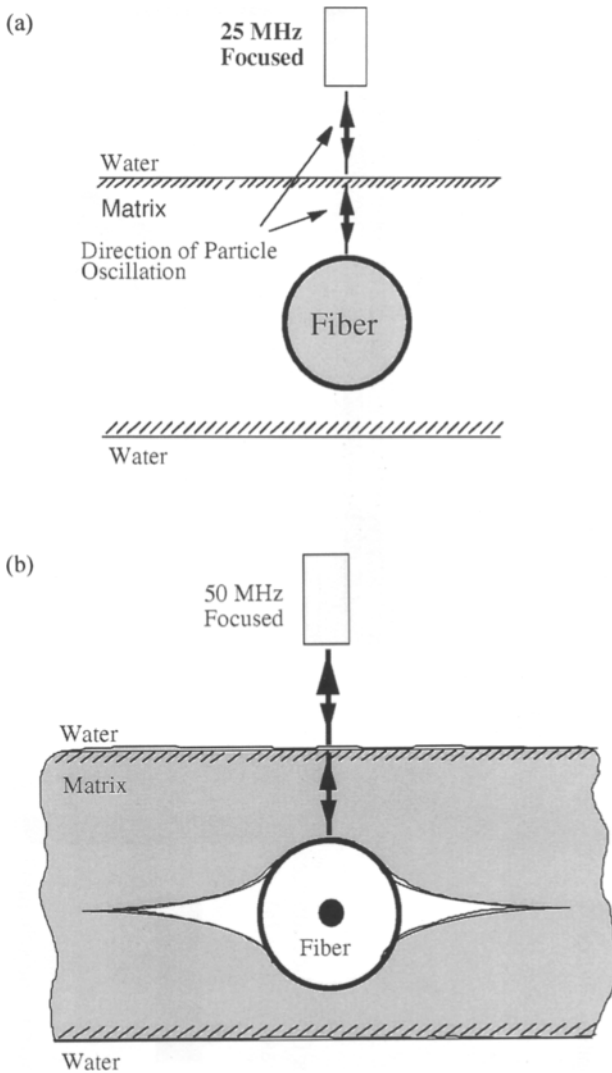 (a)
25 MHz
Focused
Water
Matrix
Direction of Particle
Oscillation
Fiber
Water
(b)
50 MHz
Focused
Water
Matrix
Fiber
Water